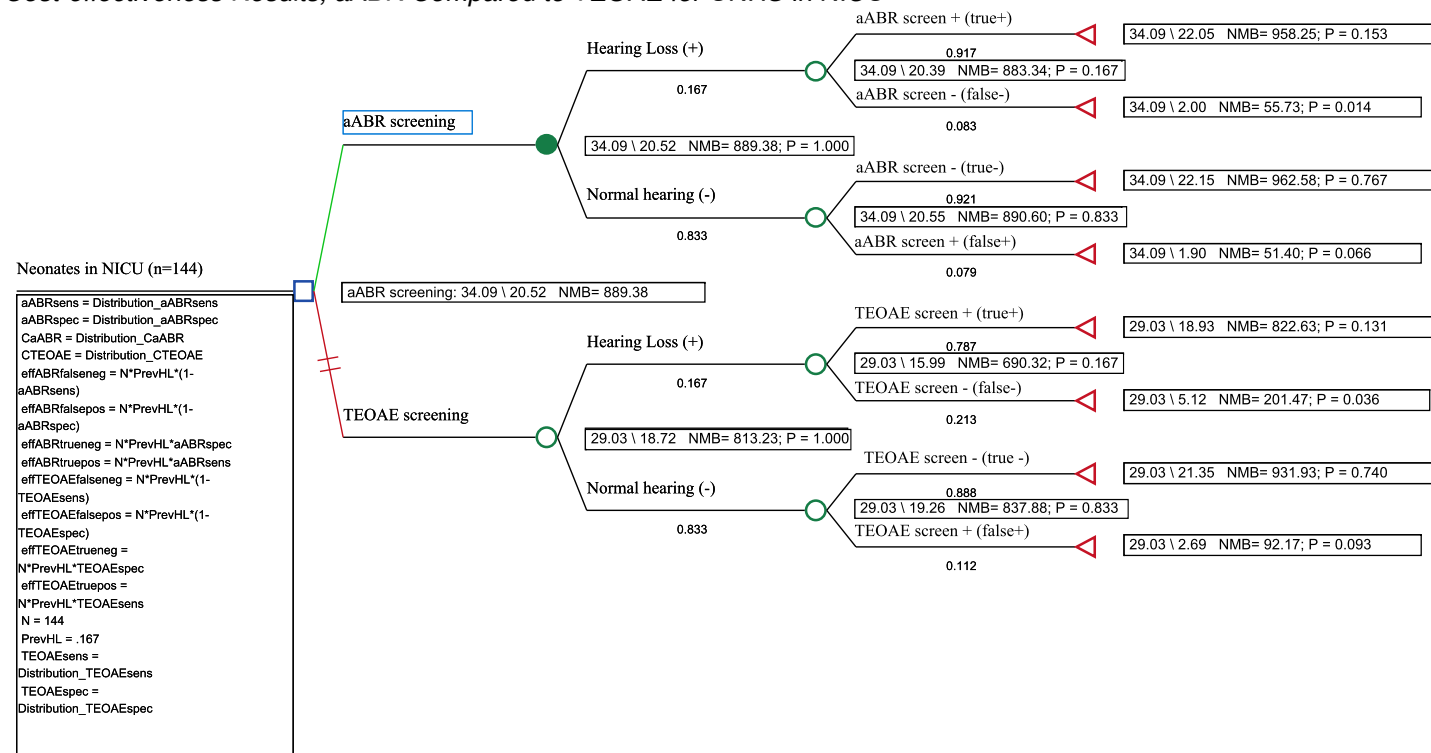 Cost-effectiveness Results, aABR Compared to TEOAE for UNHS in NICU
aABR screen + (true+)
34.09 \ 22.05 NMB= 958.25; P = 0.153
Hearing Loss (+)
0.917
34.09 \ 20.39 NMB= 883.34; P = 0.167
0.167
aABR screen - (false-)
34.09 \ 2.00 NMB= 55.73; P = 0.014
0.083
aABR screening
34.09 \ 20.52 NMB= 889.38; P = 1.000
aABR screen - (true-)
34.09 \ 22.15 NMB= 962.58; P = 0.767
Normal hearing (-)
0.921
34.09 \ 20.55 NMB= 890.60; P = 0.833
0.833
aABR screen + (false+)
34.09 \ 1.90 NMB= 51.40; P = 0.066
0.079
Neonates in NICU (n=144)
aABR screening: 34.09 \ 20.52 NMB= 889.38
aABRsens = Distribution_aABRsens
aABRspec = Distribution_aABRspec
CaABR = Distribution_CaABR
CTEOAE = Distribution_CTEOAE
effABRfalseneg = N*PrevHL*(1-
aABRsens)
effABRfalsepos = N*PrevHL*(1-
aABRspec)
effABRtrueneg = N*PrevHL*aABRspec
effABRtruepos = N*PrevHL*aABRsens
effTEOAEfalseneg = N*PrevHL*(1-
TEOAEsens)
effTEOAEfalsepos = N*PrevHL*(1-
TEOAEspec)
effTEOAEtrueneg =
N*PrevHL*TEOAEspec
effTEOAEtruepos =
N*PrevHL*TEOAEsens
N = 144
PrevHL = .167
TEOAEsens =
Distribution_TEOAEsens
TEOAEspec =
Distribution_TEOAEspec
TEOAE screen + (true+)
29.03 \ 18.93 NMB= 822.63; P = 0.131
Hearing Loss (+)
0.787
29.03 \ 15.99 NMB= 690.32; P = 0.167
0.167
TEOAE screen - (false-)
29.03 \ 5.12 NMB= 201.47; P = 0.036
0.213
TEOAE screening
29.03 \ 18.72 NMB= 813.23; P = 1.000
TEOAE screen - (true -)
29.03 \ 21.35 NMB= 931.93; P = 0.740
Normal hearing (-)
0.888
29.03 \ 19.26 NMB= 837.88; P = 0.833
0.833
TEOAE screen + (false+)
29.03 \ 2.69 NMB= 92.17; P = 0.093
0.112